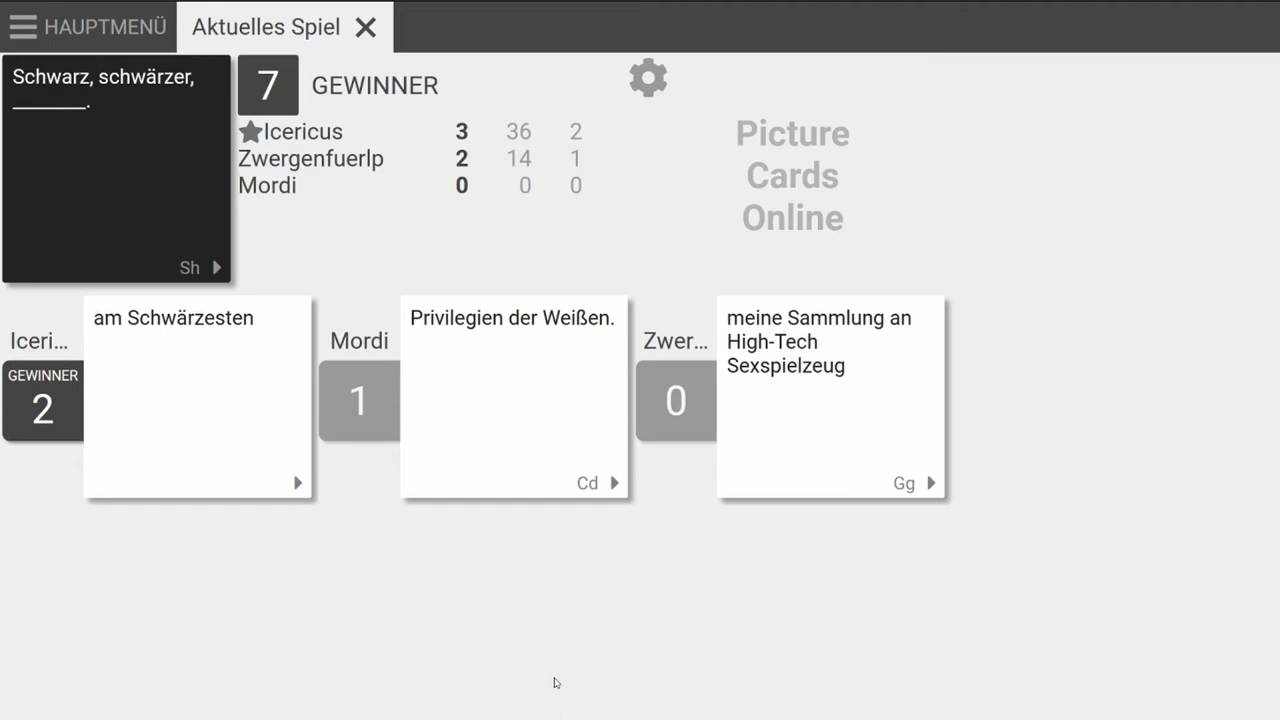 HAUPTMENÜ
Aktuelles Spiel
Schwarz, schwärzer,
_______.
Sh
7 GEWINNER
Icericus 3 36 2
Zwergenfuerlp 2 14 1
Mordi 0 0 0
Picture
Cards
Online
Iceri...
GEWINNER
2
am Schwärzesten
Mordi
1
Privilegien der Weißen.
Cd
Zwer...
0
meine Sammlung an
High-Tech
Sexspielzeug
Gg